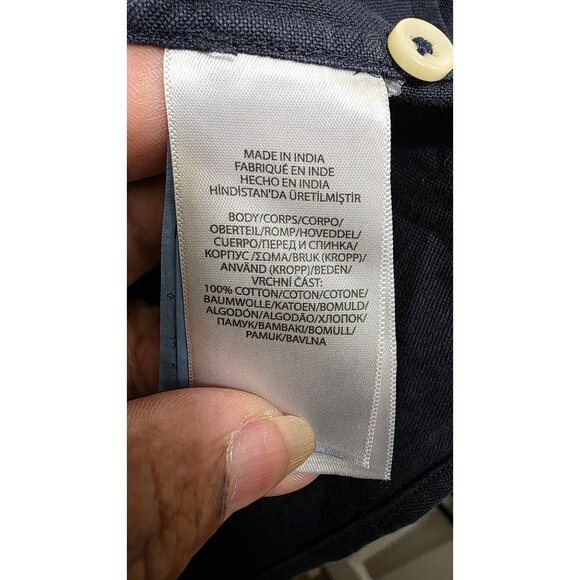 MADE IN INDIA
FABRIQUÉ EN INDE
HECHO EN INDIA
HİNDİSTAN'DA ÜRETİLMİŞTİR
BODY/CORPS/CORPO/
OBERTEIL/ROMP/HOVEDDEL/
CUERPO/ПЕРЕД И СПИНКА/
КОРПУС /ΣΩΜΑ/BRUK (KROPP)/
ANVÄND (KROPP)/BEDEN/
VRCHNÍ ČÁST:
100% COTTON/COTON/COTONE/
BAUMWOLLE/KATOEN/BOMULD/
ALGODÓN/ALGODÃO/ХЛОПОК/
ПАМУК/ΒΑΜΒΑΚΙ/BOMULL/
PAMUK/BAVLNA